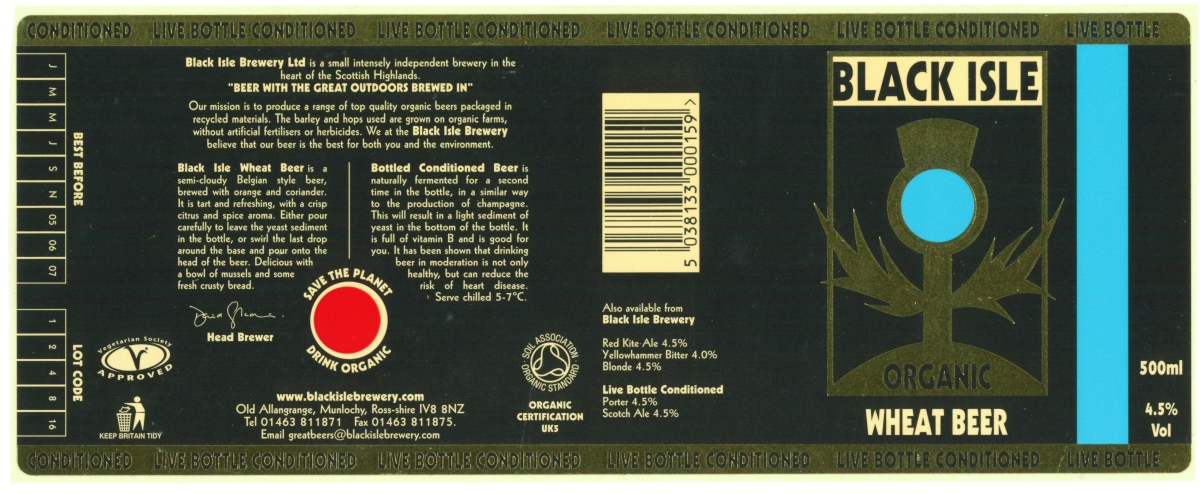 CONDITIONED LIVE BOTTLE CONDITIONED LIVE BOTTLE CONDITIONED LIVE BOTTLE CONDITIONED LIVE BOTTLE CONDITIONED LIVE BOTTLE
J
M
M
J
S
N
05
06
07
BEST BEFORE
1
2
4
8
16
LOT CODE
Black Isle Brewery Ltd is a small intensely independent brewery in the
heart of the Scottish Highlands.
"BEER WITH THE GREAT OUTDOORS BREWED IN"
Our mission is to produce a range of top quality organic beers packaged in
recycled materials. The barley and hops used are grown on organic farms,
without artificial fertilisers or herbicides. We at the Black Isle Brewery
believe that our beer is the best for both you and the environment.
Black Isle Wheat Beer is a
semi-cloudy Belgian style beer,
brewed with orange and coriander.
It is tart and refreshing, with a crisp
citrus and spice aroma. Either pour
carefully to leave the yeast sediment
in the bottle, or swirl the last drop
around the base and pour onto the
head of the beer. Delicious with
a bowl of mussels and some
fresh crusty bread.
Head Brewer
Bottled Conditioned Beer is
naturally fermented for a second
time in the bottle, in a similar way
to the production of champagne.
This will result in a light sediment of
yeast in the bottom of the bottle. It
is full of vitamin B and is good for
you. It has been shown that drinking
beer in moderation is not only
healthy, but can reduce the
risk of heart disease.
Serve chilled 5-7°C.
SAVE THE PLANET
DRINK ORGANIC
Vegetarian Society
V
APPROVED
KEEP BRITAIN TIDY
www.blackislebrewery.com
Old Allangrange, Munlochy, Ross-shire IV8 8NZ
Tel 01463 811871 Fax 01463 811875.
Email greatbeers@blackislebrewery.com
SOIL ASSOCIATION
ORGANIC STANDARD
ORGANIC
CERTIFICATION
UK5
5 038133 000159 >
Also available from
Black Isle Brewery
Red Kite Ale 4.5%
Yellowhammer Bitter 4.0%
Blonde 4.5%
Live Bottle Conditioned
Porter 4.5%
Scotch Ale 4.5%
BLACK ISLE
ORGANIC
WHEAT BEER
500ml
4.5%
Vol
CONDITIONED LIVE BOTTLE CONDITIONED LIVE BOTTLE CONDITIONED LIVE BOTTLE CONDITIONED LIVE BOTTLE CONDITIONED LIVE BOTTLE